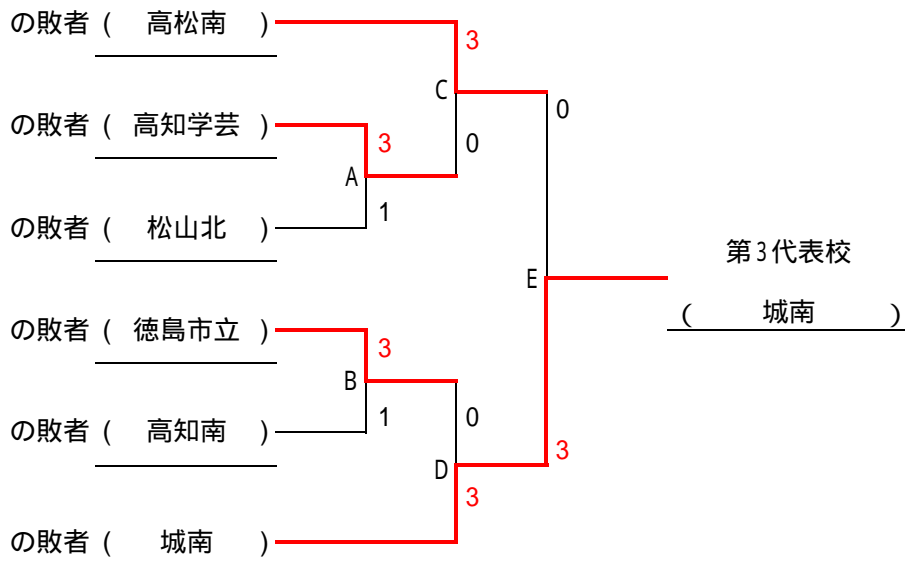 の敗者 ( 高松南 )
3
C
0
の敗者 ( 高知学芸 )
3
0
A
1
の敗者 ( 松山北 )
第3代表校
E
( 城南 )
の敗者 ( 徳島市立 )
3
B
1
0
の敗者 ( 高知南 )
3
D
3
の敗者 ( 城南 )